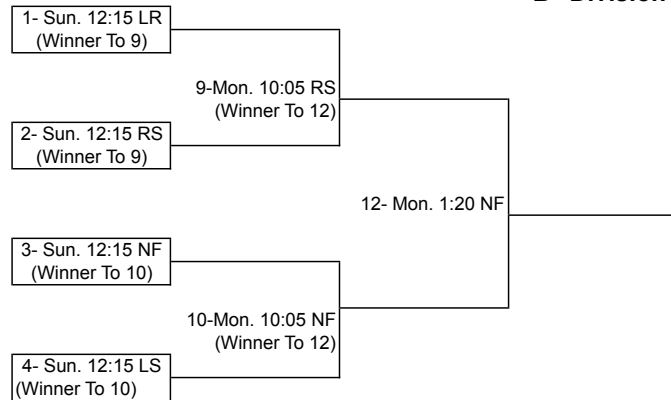 1- Sun. 12:15 LR
(Winner To 9)
9-Mon. 10:05 RS
(Winner To 12)
2- Sun. 12:15 RS
(Winner To 9)
12- Mon. 1:20 NF
3- Sun. 12:15 NF
(Winner To 10)
10-Mon. 10:05 NF
(Winner To 12)
4- Sun. 12:15 LS
(Winner To 10)